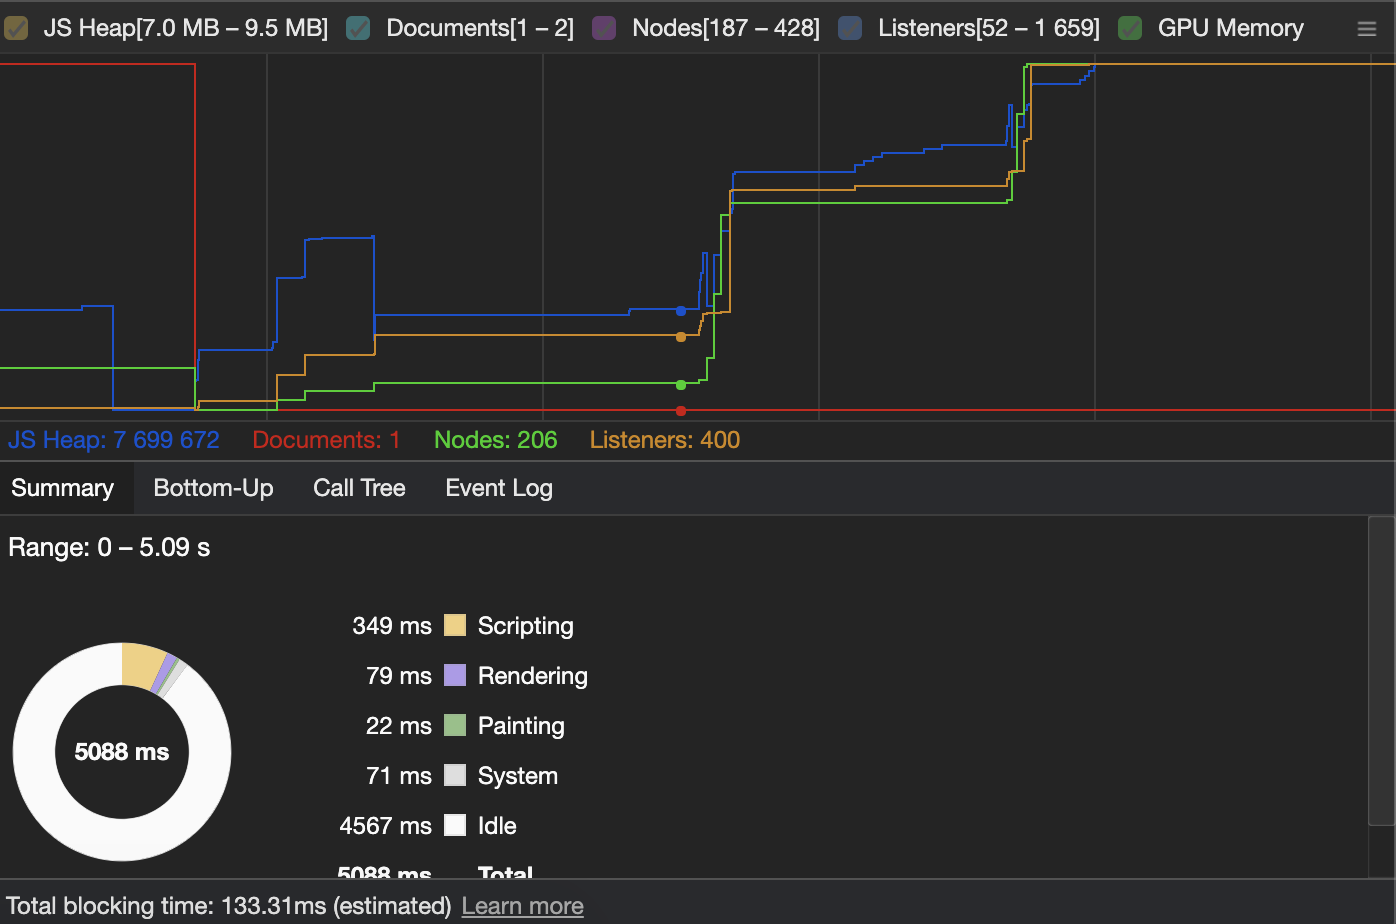 JS Heap[7.0 MB – 9.5 MB] Documents[1 – 2] Nodes[187 – 428] Listeners[52 – 1 659] GPU Memory
JS Heap: 7 699 672 Documents: 1 Nodes: 206 Listeners: 400
Summary Bottom-Up Call Tree Event Log
Range: 0 – 5.09 s
349 ms Scripting
79 ms Rendering
22 ms Painting
5088 ms
71 ms System
4567 ms Idle
5088 ms Total
Total blocking time: 133.31ms (estimated) Learn more